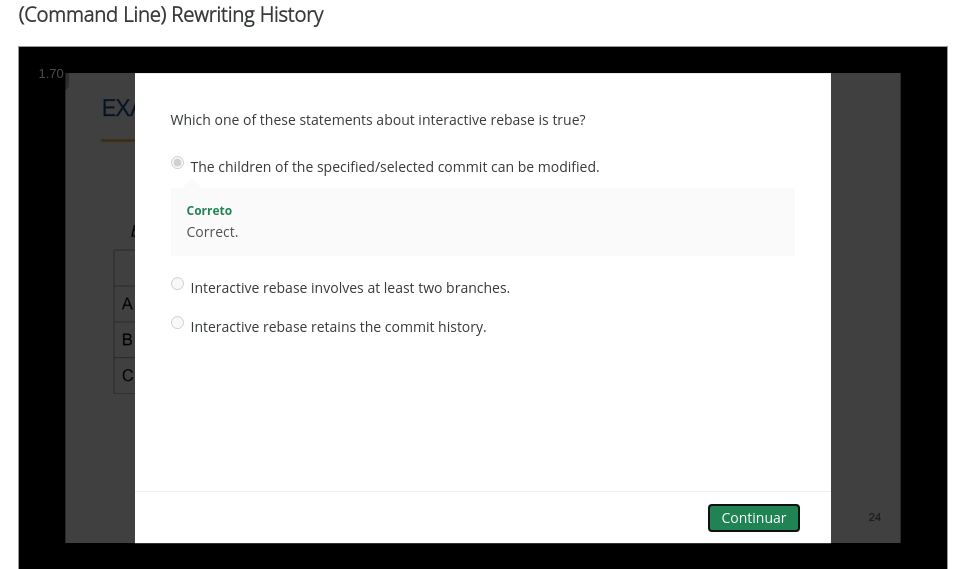 (Command Line) Rewriting History
1.70
EXA
Which one of these statements about interactive rebase is true?
The children of the specified/selected commit can be modified.
Correto
Correct.
Interactive rebase involves at least two branches.
Interactive rebase retains the commit history.
A
B
C
Continuar
24